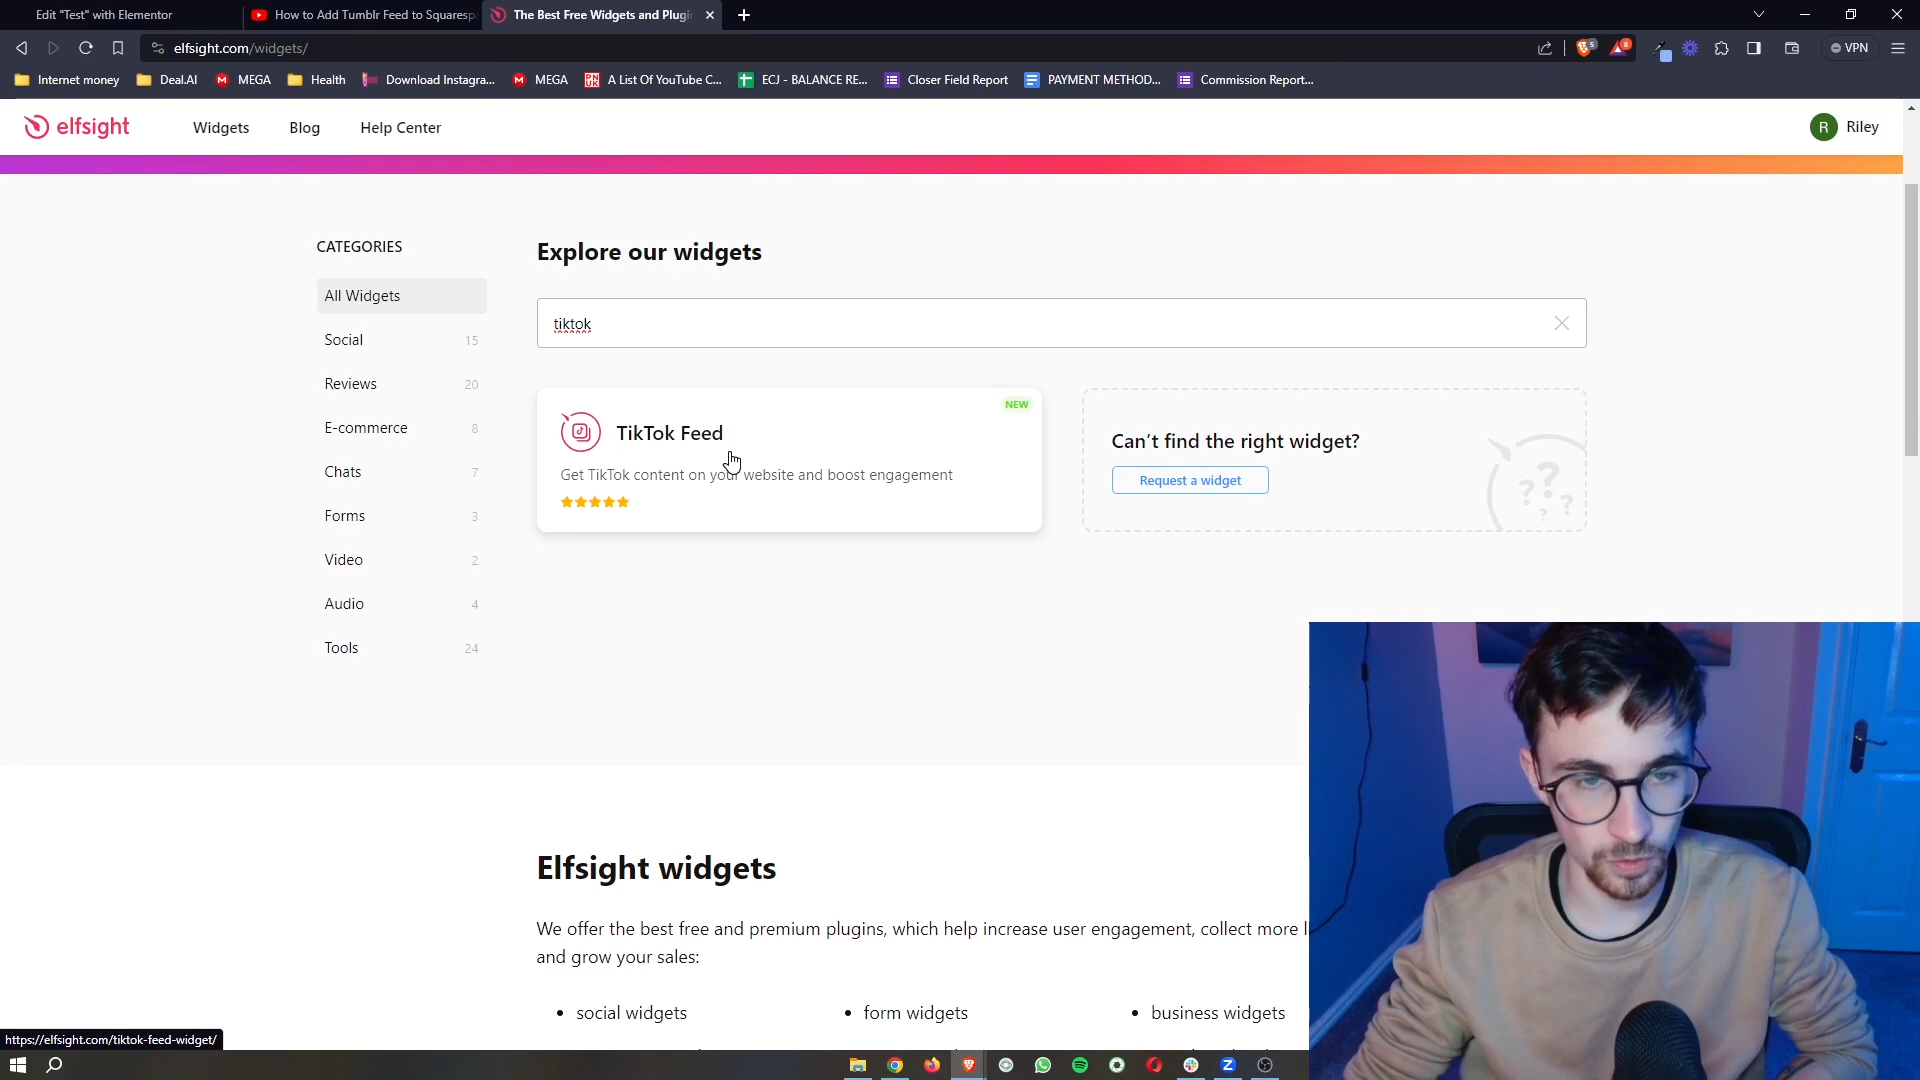 Edit "Test" with Elementor
How to Add Tumblr Feed to Squaresp
The Best Free Widgets and Plugi
elfsight.com/widgets/
5
8
VPN
Internet money
Deal.AI
MEGA
Health
Download Instagra...
MEGA
A List Of YouTube C...
ECJ - BALANCE RE...
Closer Field Report
PAYMENT METHOD...
Commission Report...
elfsight
Widgets
Blog
Help Center
R
Riley
CATEGORIES
All Widgets
Social 15
Reviews 20
E-commerce 8
Chats 7
Forms 3
Video 2
Audio 4
Tools 24
Explore our widgets
tiktok
NEW
TikTok Feed
Get TikTok content on your website and boost engagement
Can't find the right widget?
Request a widget
? ? ? ?
Elfsight widgets
We offer the best free and premium plugins, which help increase user engagement, collect more
and grow your sales:
• social widgets
• form widgets
• business widgets
https://elfsight.com/tiktok-feed-widget/